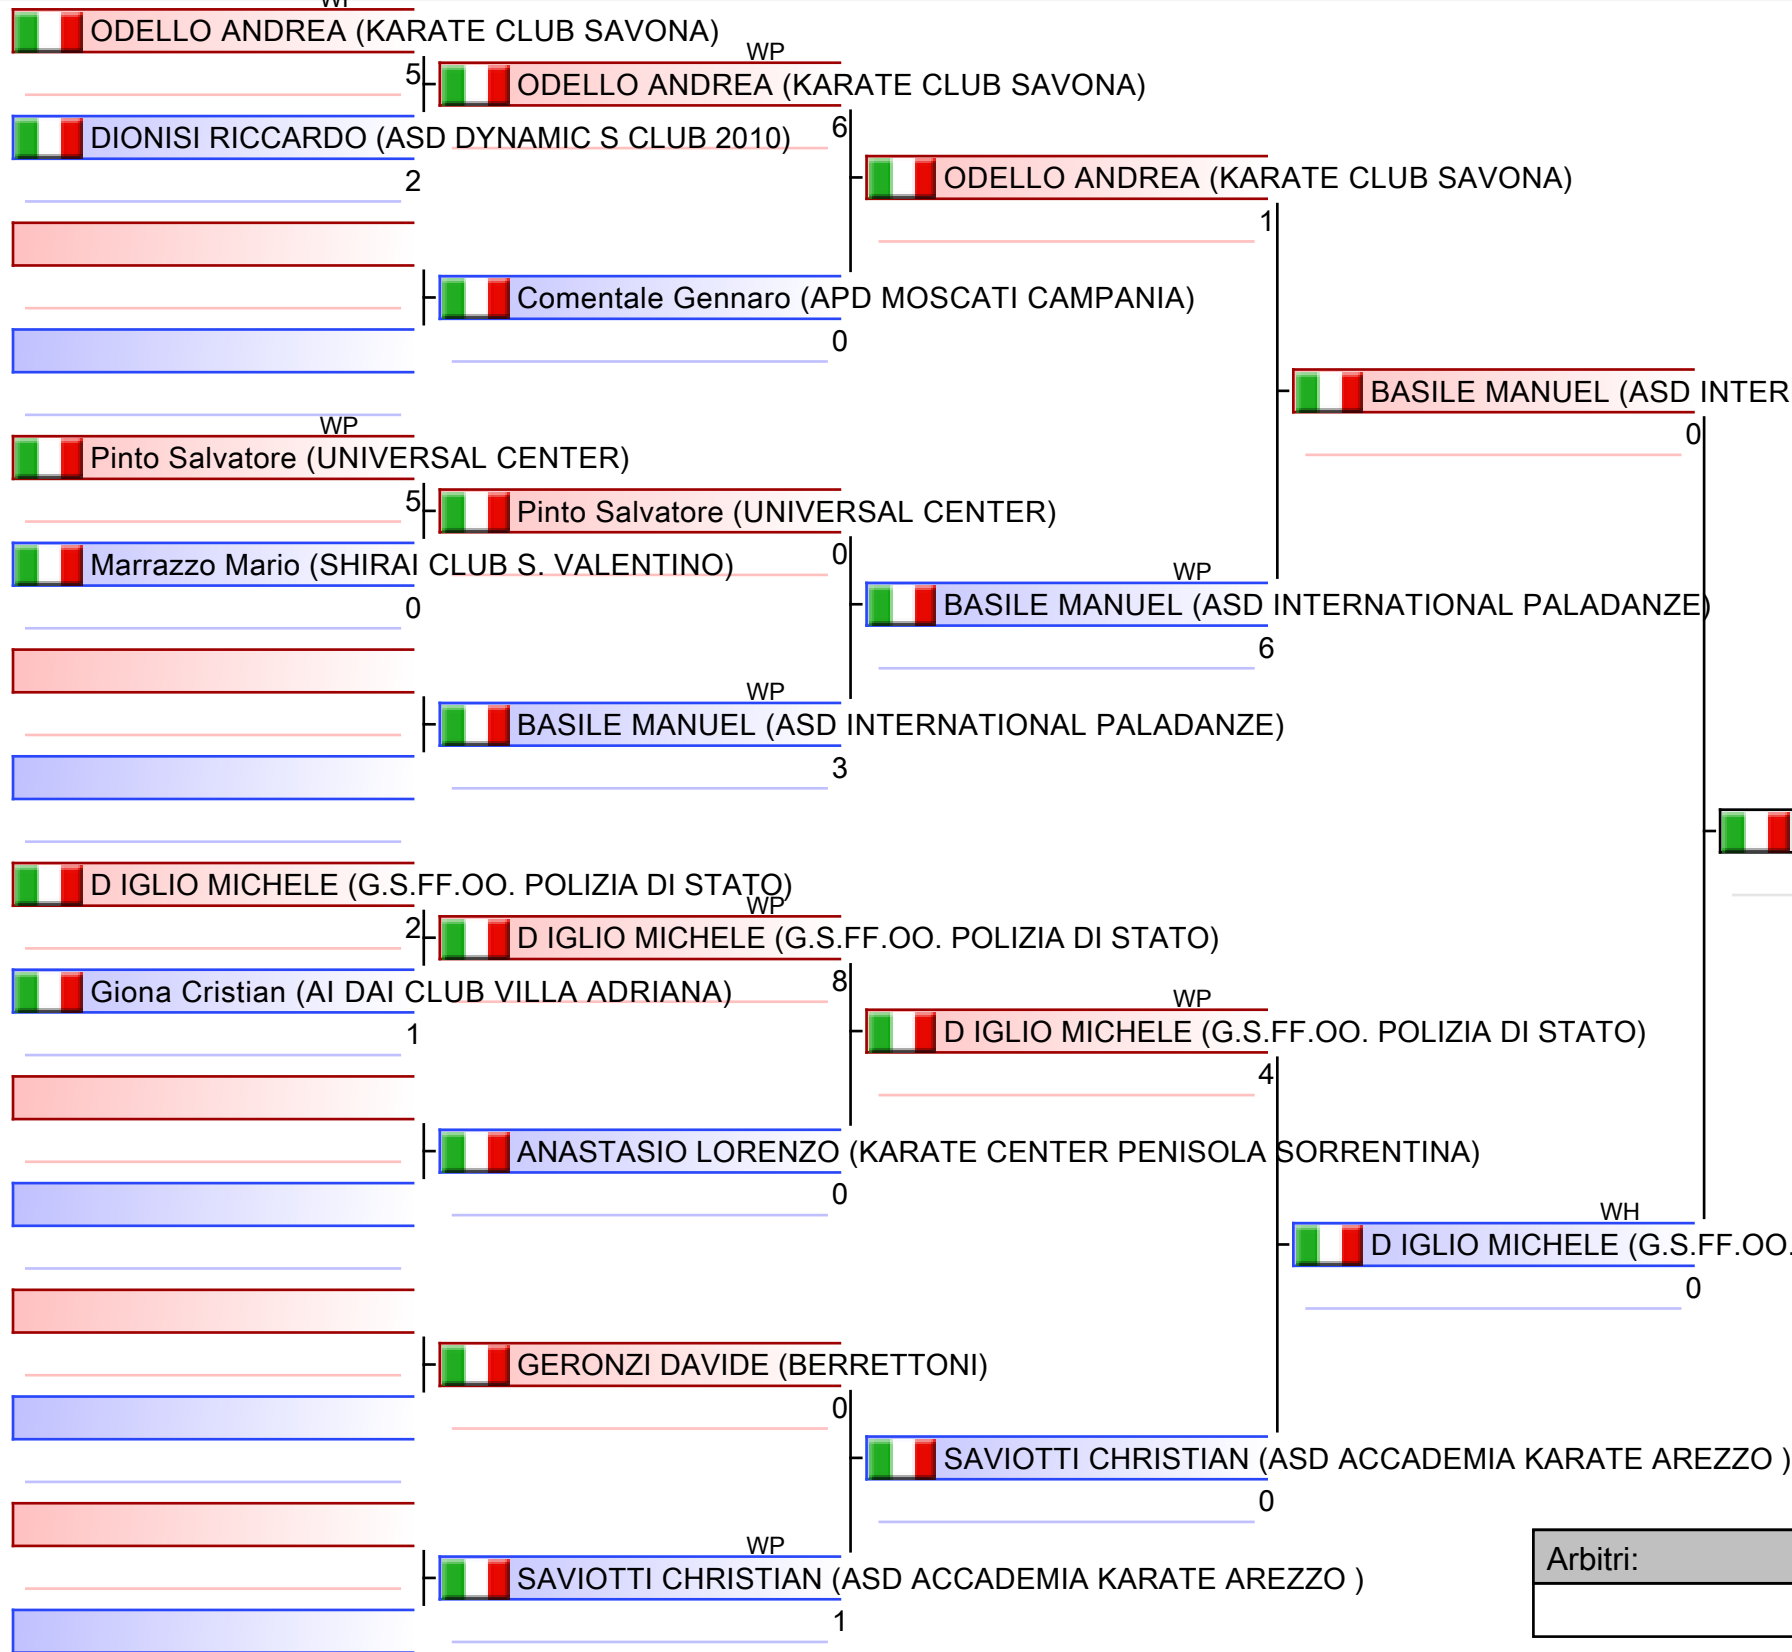 WP
ODELLO ANDREA (KARATE CLUB SAVONA)
5
DIONISI RICCARDO (ASD DYNAMIC S CLUB 2010)
2
WP
Pinto Salvatore (UNIVERSAL CENTER)
5
Marrazzo Mario (SHIRAI CLUB S. VALENTINO)
0
D IGLIO MICHELE (G.S.FF.OO. POLIZIA DI STATO)
2
Giona Cristian (AI DAI CLUB VILLA ADRIANA)
1
WP
ODELLO ANDREA (KARATE CLUB SAVONA)
6
Comentale Gennaro (APD MOSCATI CAMPANIA)
0
Pinto Salvatore (UNIVERSAL CENTER)
0
WP
BASILE MANUEL (ASD INTERNATIONAL PALADANZE)
3
WP
D IGLIO MICHELE (G.S.FF.OO. POLIZIA DI STATO)
8
ANASTASIO LORENZO (KARATE CENTER PENISOLA SORRENTINA)
0
GERONZI DAVIDE (BERRETTONI)
0
WP
SAVIOTTI CHRISTIAN (ASD ACCADEMIA KARATE AREZZO )
1
ODELLO ANDREA (KARATE CLUB SAVONA)
1
WP
BASILE MANUEL (ASD INTERNATIONAL PALADANZE)
6
WP
D IGLIO MICHELE (G.S.FF.OO. POLIZIA DI STATO)
4
SAVIOTTI CHRISTIAN (ASD ACCADEMIA KARATE AREZZO )
0
BASILE MANUEL (ASD INTER
0
WH
D IGLIO MICHELE (G.S.FF.OO.
0
Arbitri: